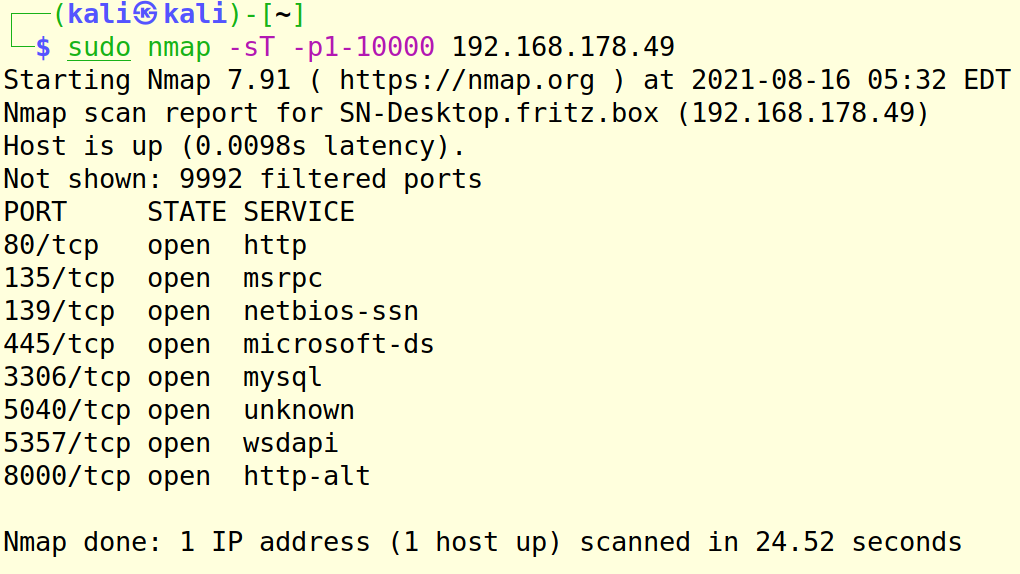 ┌──(kali㉿kali)-[~]
└─$ sudo nmap -sT -p1-10000 192.168.178.49
Starting Nmap 7.91 ( https://nmap.org ) at 2021-08-16 05:32 EDT
Nmap scan report for SN-Desktop.fritz.box (192.168.178.49)
Host is up (0.0098s latency).
Not shown: 9992 filtered ports
PORT     STATE SERVICE
80/tcp   open  http
135/tcp  open  msrpc
139/tcp  open  netbios-ssn
445/tcp  open  microsoft-ds
3306/tcp open  mysql
5040/tcp open  unknown
5357/tcp open  wsdapi
8000/tcp open  http-alt
Nmap done: 1 IP address (1 host up) scanned in 24.52 seconds